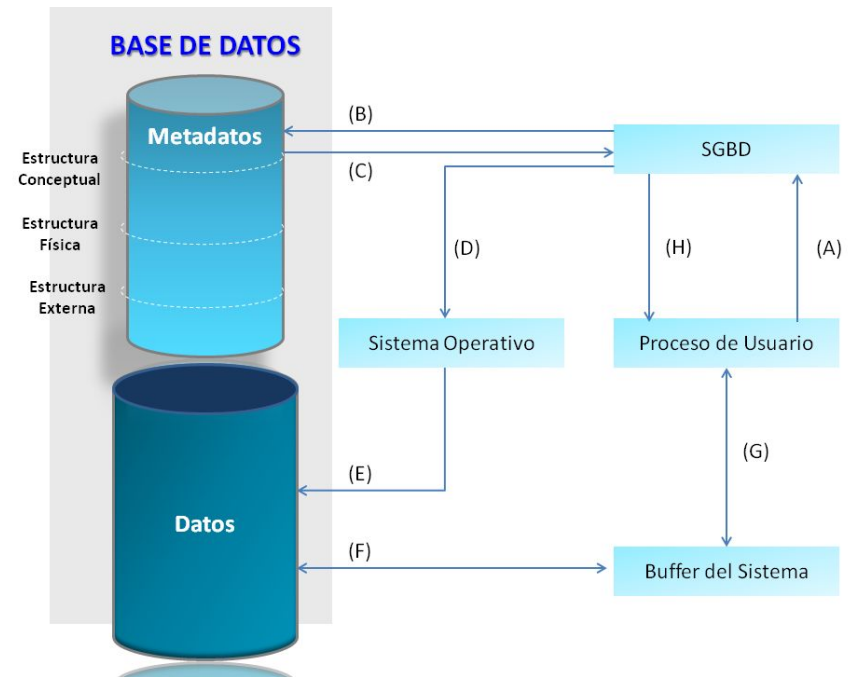 BASE DE DATOS
Metadatos
Estructura
Conceptual
Estructura
Física
Estructura
Externa
Datos
(B)
(C)
SGBD
(D)
(H)
(A)
Sistema Operativo
Proceso de Usuario
(E)
(G)
(F)
Buffer del Sistema